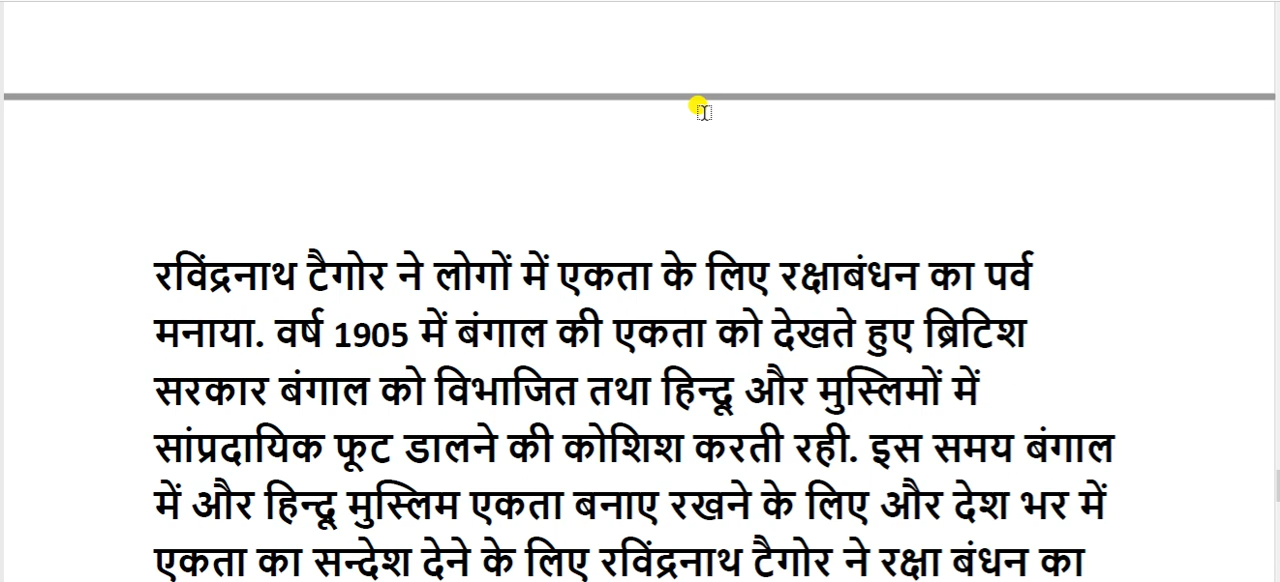 रविंद्रनाथ टैगोर ने लोगों में एकता के लिए रक्षाबंधन का पर्व
मनाया. वर्ष 1905 में बंगाल की एकता को देखते हुए ब्रिटिश
सरकार बंगाल को विभाजित तथा हिन्दू और मुस्लिमों में
सांप्रदायिक फूट डालने की कोशिश करती रही. इस समय बंगाल
में और हिन्दू मुस्लिम एकता बनाए रखने के लिए और देश भर में
एकता का सन्देश देने के लिए रविंद्रनाथ टैगोर ने रक्षा बंधन का